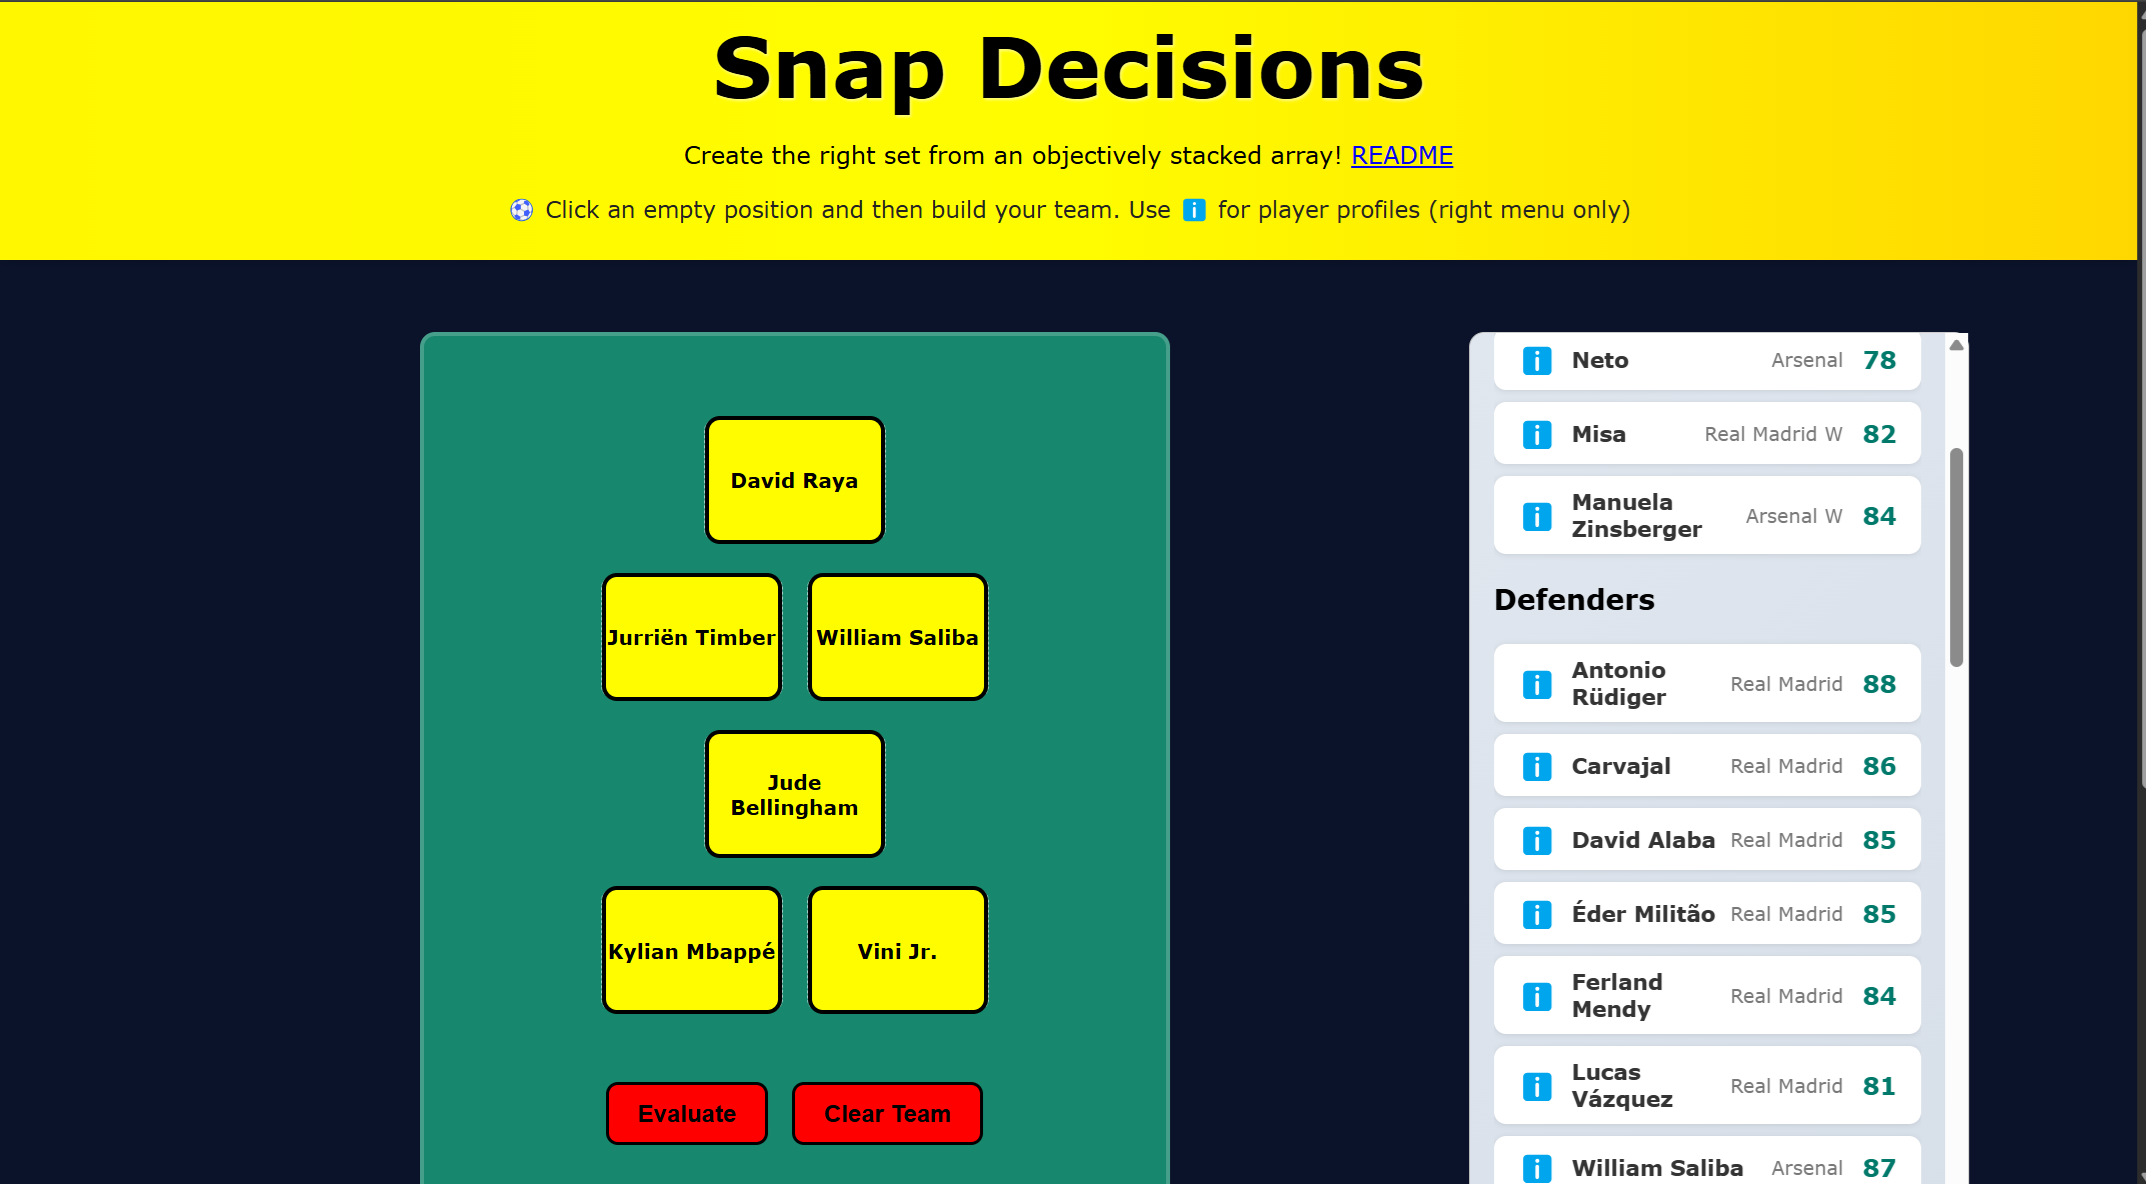 Snap Decisions
Create the right set from an objectively stacked array! README
⚽ Click an empty position and then build your team. Use ℹ️ for player profiles (right menu only)
David Raya
Jurriën Timber
William Saliba
Jude
Bellingham
Kylian Mbappé
Vini Jr.
Evaluate
Clear Team
Neto Arsenal 78
Misa Real Madrid W 82
Manuela
Zinsberger Arsenal W 84
Defenders
Antonio
Rüdiger Real Madrid 88
Carvajal Real Madrid 86
David Alaba Real Madrid 85
Éder Militão Real Madrid 85
Ferland
Mendy Real Madrid 84
Lucas
Vázquez Real Madrid 81
William Saliba Arsenal 87